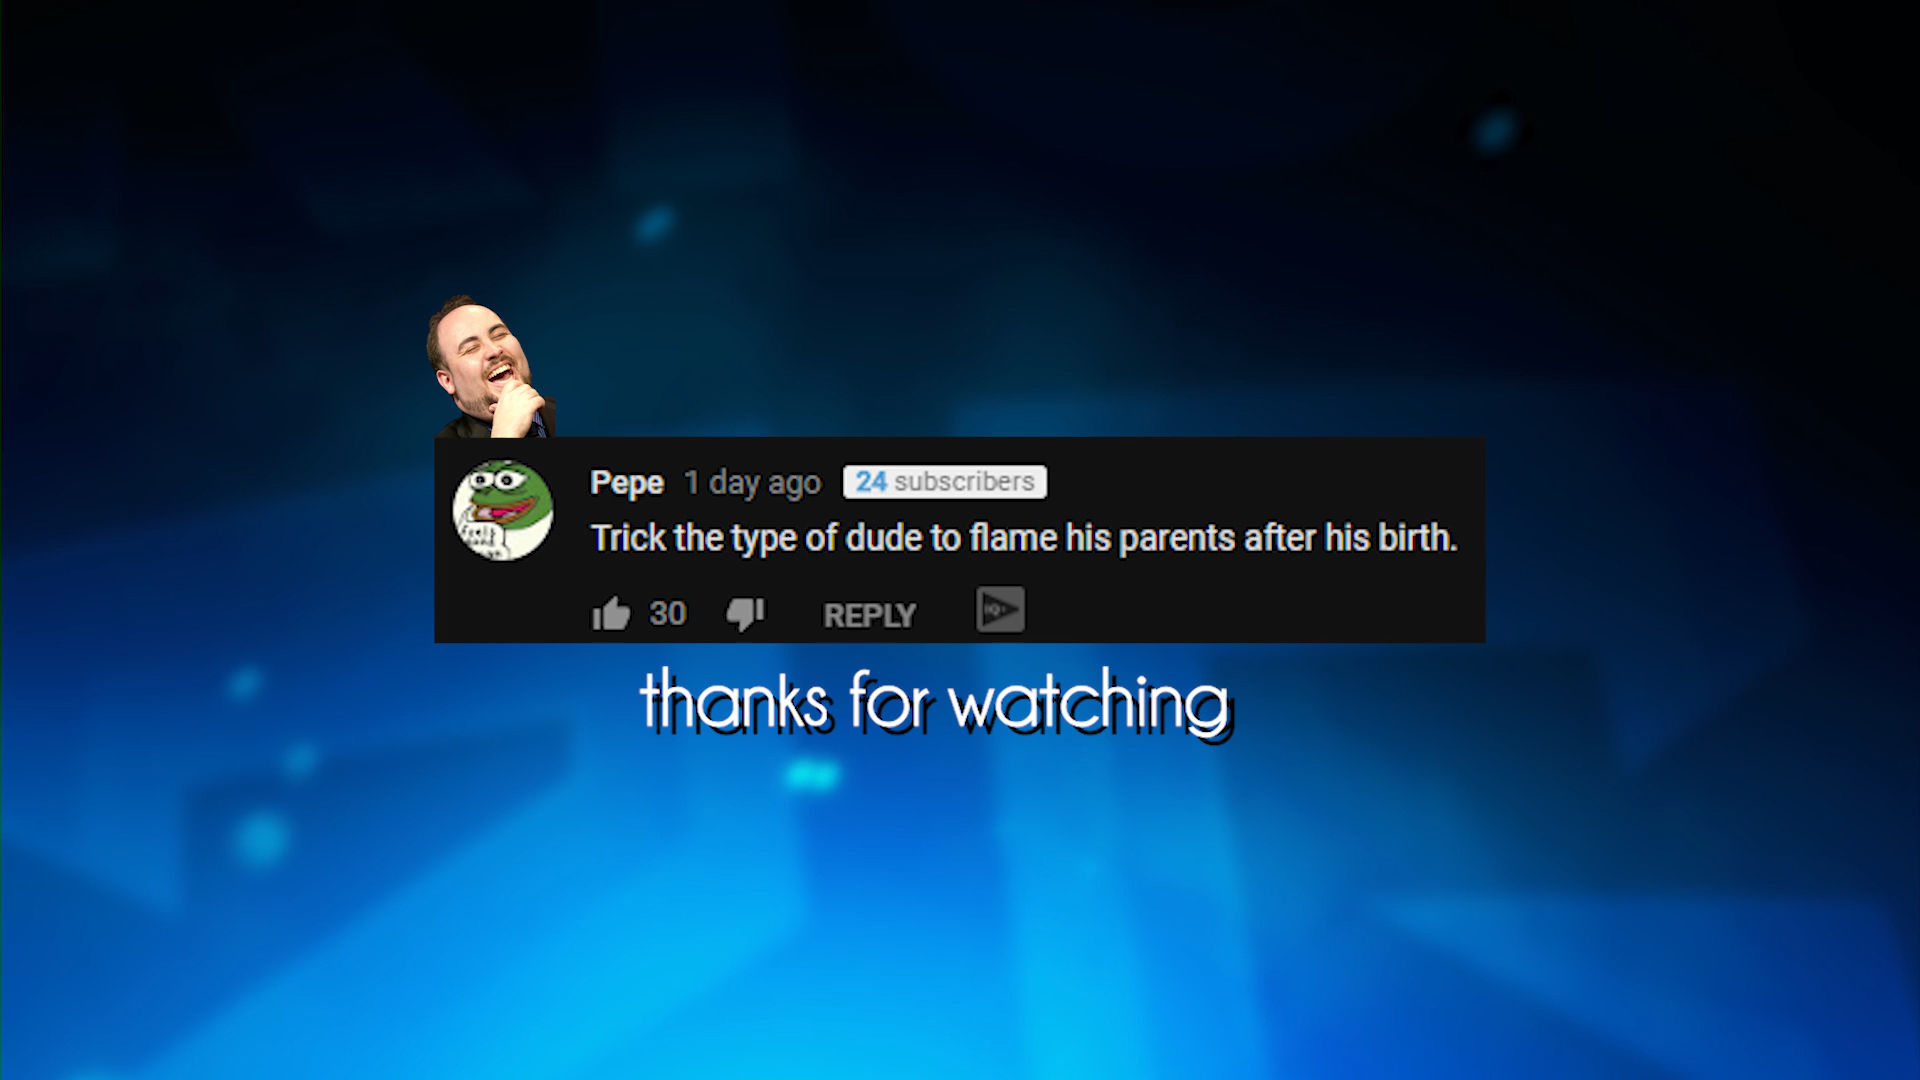 Pepe 1 day ago 24 subscribers
Trick the type of dude to flame his parents after his birth.
30 REPLY
thanks for watching